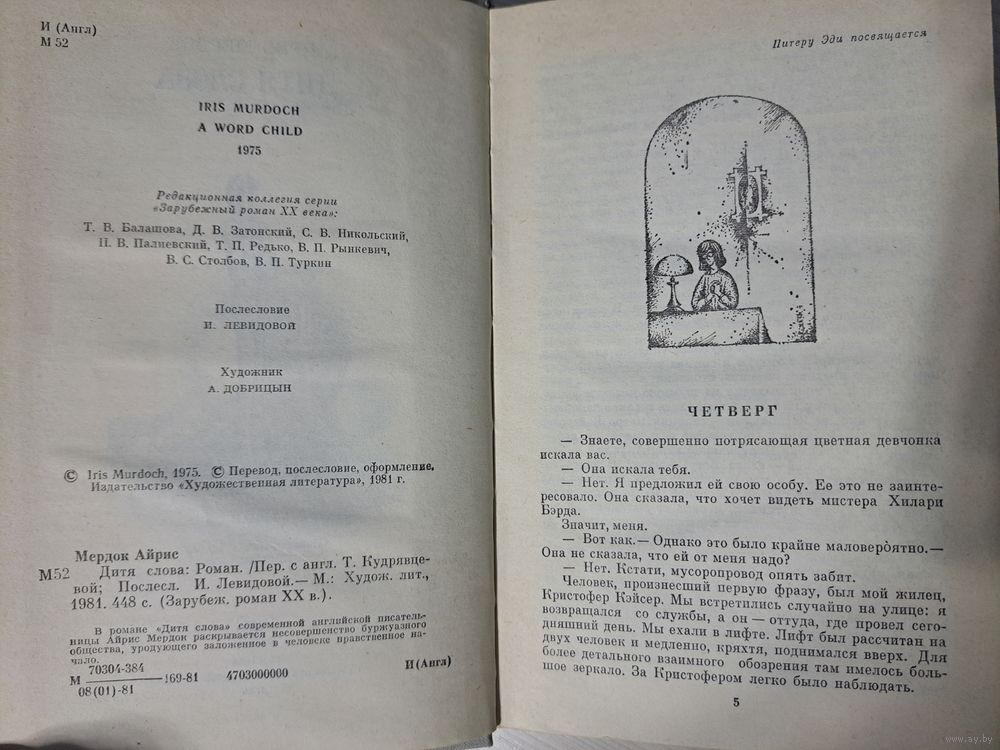 И (Англ)
М 52
IRIS MURDOCH
A WORD CHILD
1975
Редакционная коллегия серии
«Зарубежный роман XX века»:
Т. В. Балашова, Д. В. Затонский, С. В. Никольский,
П. В. Палиевский, Т. П. Редько, В. П. Рынкевич,
В. С. Столбов, В. П. Туркин
Послесловие
И. ЛЕВИДОВОЙ
Художник
А. ДОБРИЦЫН
© Iris Murdoch, 1975. © Перевод, послесловие, оформление.
Издательство «Художественная литература», 1981 г.
Мердок Айрис
М52 Дитя слова: Роман. /Пер. с англ. Т. Кудрявце-
вой; Послесл. И. Левидовой.— М.: Худож. лит.,
1981. 448 с. (Зарубеж. роман XX в.).
В романе «Дитя слова» современной английской писатель-
ницы Айрис Мердок раскрывается несовершенство буржуазного
общества, уродующего заложенное в человеке нравственное на-
чало.
70304-384
М ———— 169-81 4703000000 И (Англ)
08(01)-81
Питеру Эди посвящается
ЧЕТВЕРГ
— Знаете, совершенно потрясающая цветная девчонка
искала вас.
— Она искала тебя.
— Нет. Я предложил ей свою особу. Ее это не заинте-
ресовало. Она сказала, что хочет видеть мистера Хилари
Бэрда.
Значит, меня.
— Вот как.— Однако это было крайне маловероятно.—
Она не сказала, что ей от меня надо?
— Нет. Кстати, мусоропровод опять забит.
Человек, произнесший первую фразу, был мой жилец,
Кристофер Кэйсер. Мы встретились случайно на улице: я
возвращался со службы, а он — оттуда, где провел сего-
дняшний день. Мы ехали в лифте. Лифт был рассчитан на
двух человек и медленно, кряхтя, поднимался вверх. Для
более детального взаимного обозрения там имелось боль-
шое зеркало. За Кристофером легко было наблюдать.
5
www.ay.by